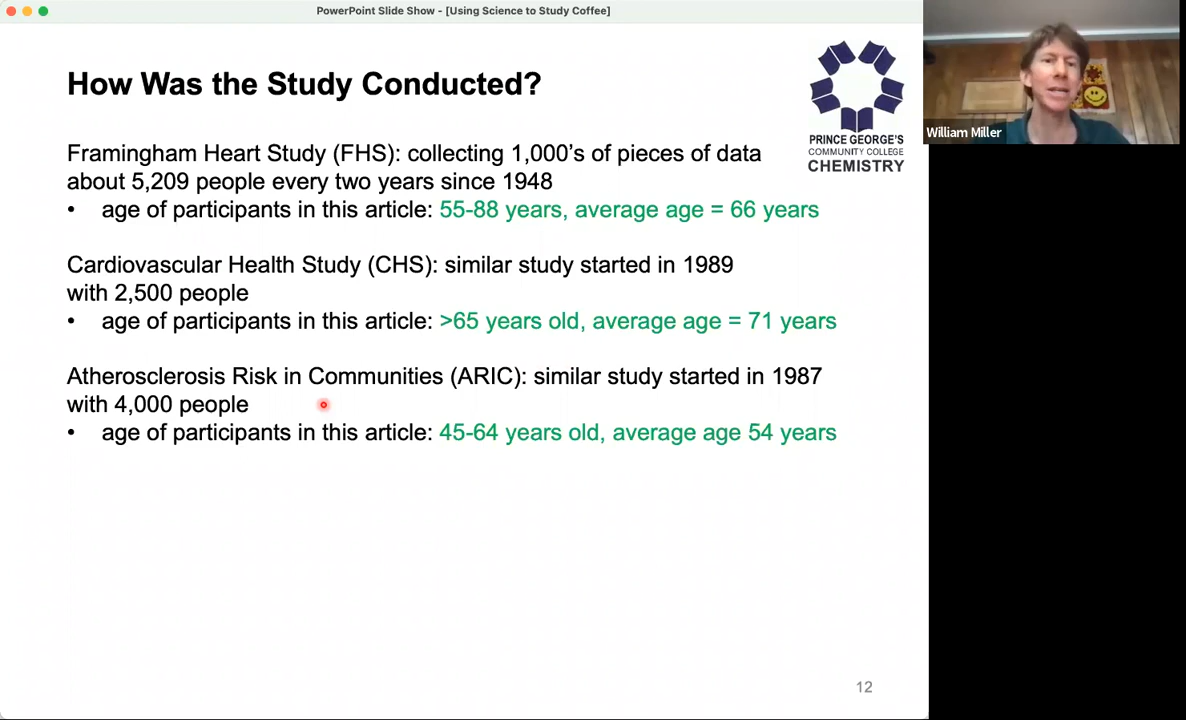 PowerPoint Slide Show - [Using Science to Study Coffee]
How Was the Study Conducted?
PRINCE GEORGE'S
COMMUNITY COLLEGE
CHEMISTRY
William Miller
Framingham Heart Study (FHS): collecting 1,000’s of pieces of data
about 5,209 people every two years since 1948
• age of participants in this article: 55-88 years, average age = 66 years
Cardiovascular Health Study (CHS): similar study started in 1989
with 2,500 people
• age of participants in this article: >65 years old, average age = 71 years
Atherosclerosis Risk in Communities (ARIC): similar study started in 1987
with 4,000 people
• age of participants in this article: 45-64 years old, average age 54 years
12